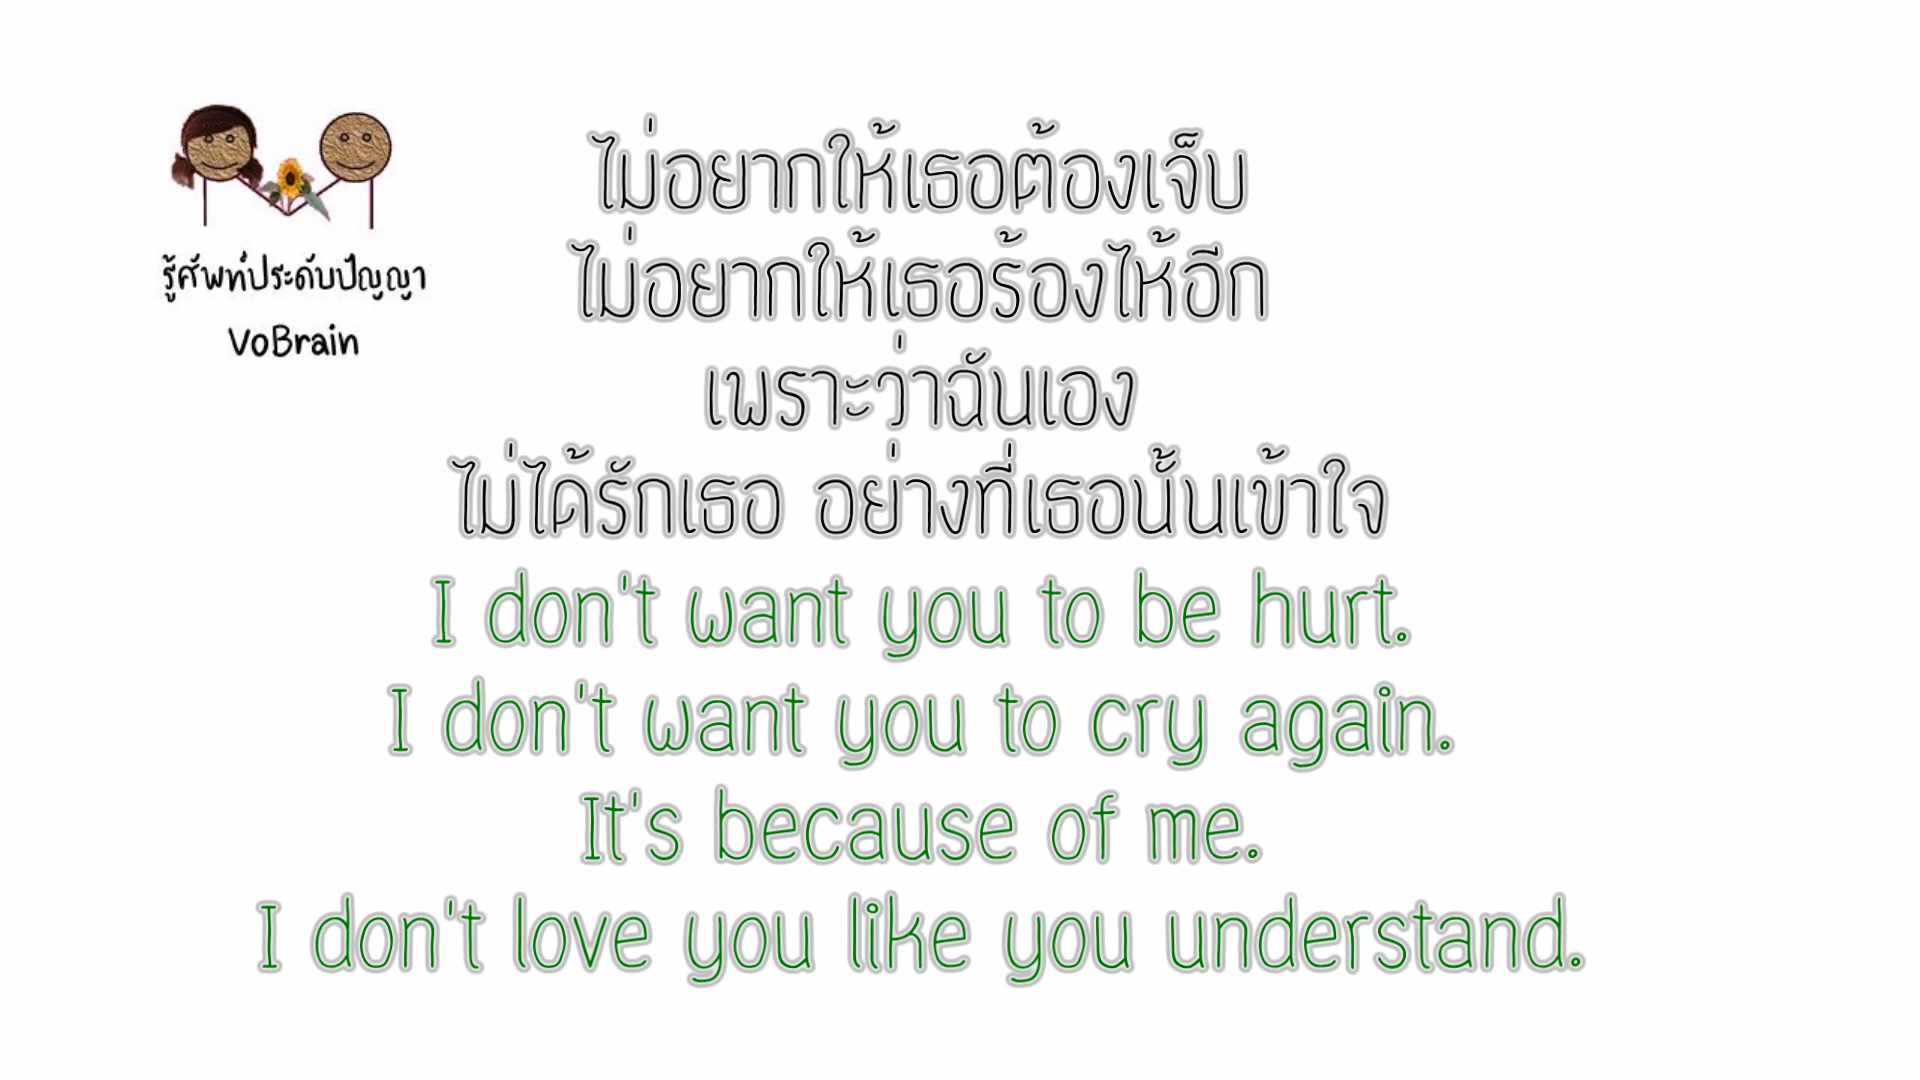 รู้ศัพท์ประดับปัญญา
VoBrain
ไม่อยากให้เธอต้องเจ็บ
ไม่อยากให้เธอร้องไห้อีก
เพราะว่าฉันเอง
ไม่ได้รักเธอ อย่างที่เธอนั้นเข้าใจ
I don't want you to be hurt.
I don't want you to cry again.
It's because of me.
I don't love you like you understand.